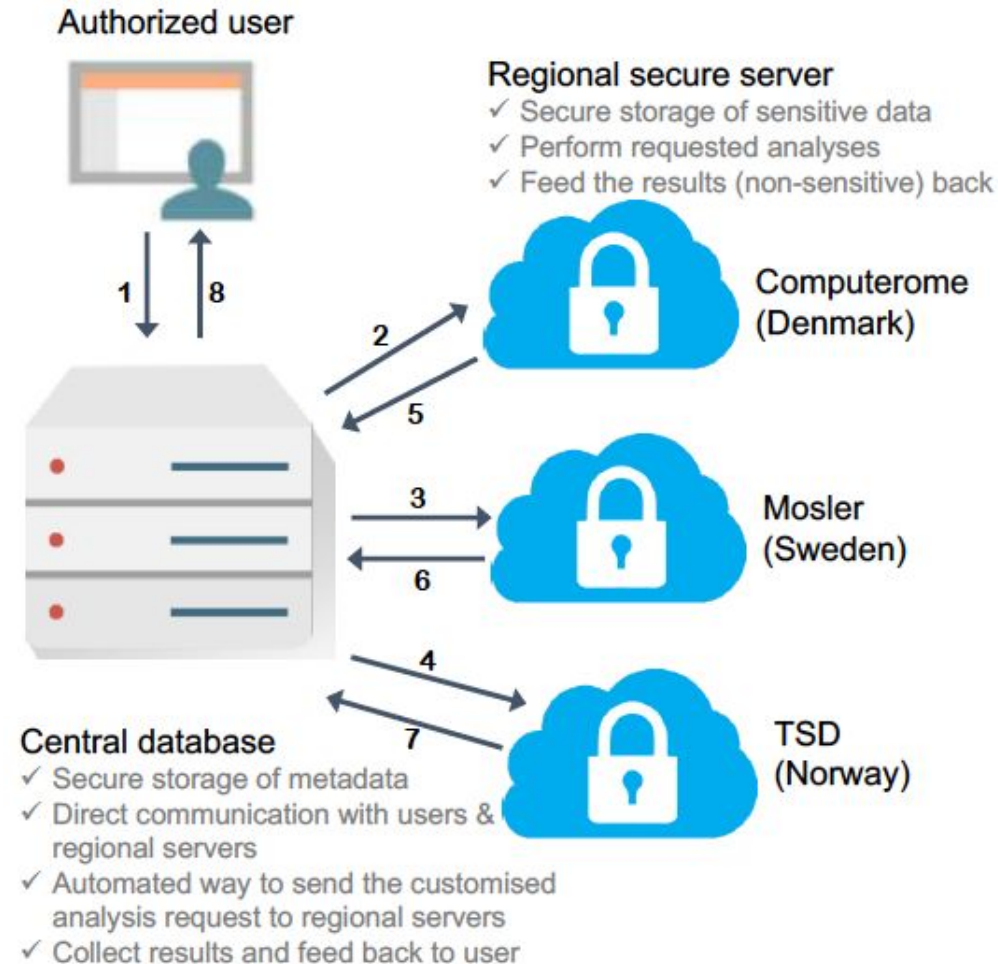 Authorized user
Regional secure server
✓ Secure storage of sensitive data
✓ Perform requested analyses
✓ Feed the results (non-sensitive) back
1
8
2
5
Computerome
(Denmark)
3
6
Mosler
(Sweden)
4
7
TSD
(Norway)
Central database
✓ Secure storage of metadata
✓ Direct communication with users &
regional servers
✓ Automated way to send the customised
analysis request to regional servers
✓ Collect results and feed back to user